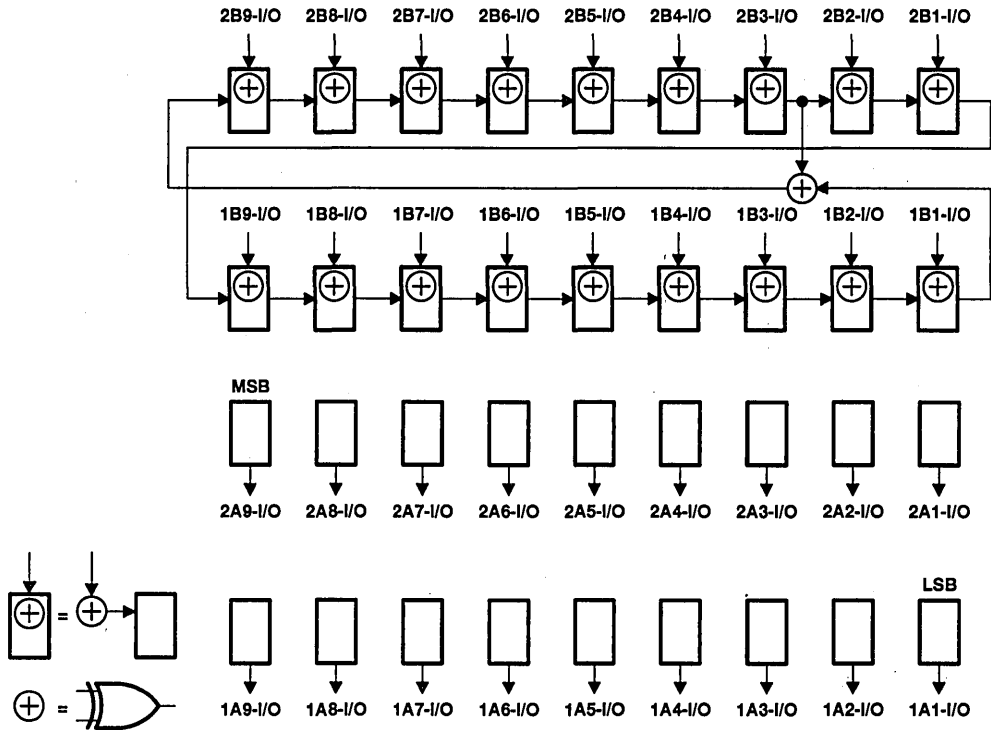 2B9-I/O 2B8-I/O 2B7-I/O 2B6-I/O 2B5-I/O 2B4-I/O 2B3-I/O 2B2-I/O 2B1-I/O
1B9-I/O 1B8-I/O 1B7-I/O 1B6-I/O 1B5-I/O 1B4-I/O 1B3-I/O 1B2-I/O 1B1-I/O
MSB
2A9-I/O 2A8-I/O 2A7-I/O 2A6-I/O 2A5-I/O 2A4-I/O 2A3-I/O 2A2-I/O 2A1-I/O
LSB
=
=
1A9-I/O 1A8-I/O 1A7-I/O 1A6-I/O 1A5-I/O 1A4-I/O 1A3-I/O 1A2-I/O 1A1-I/O